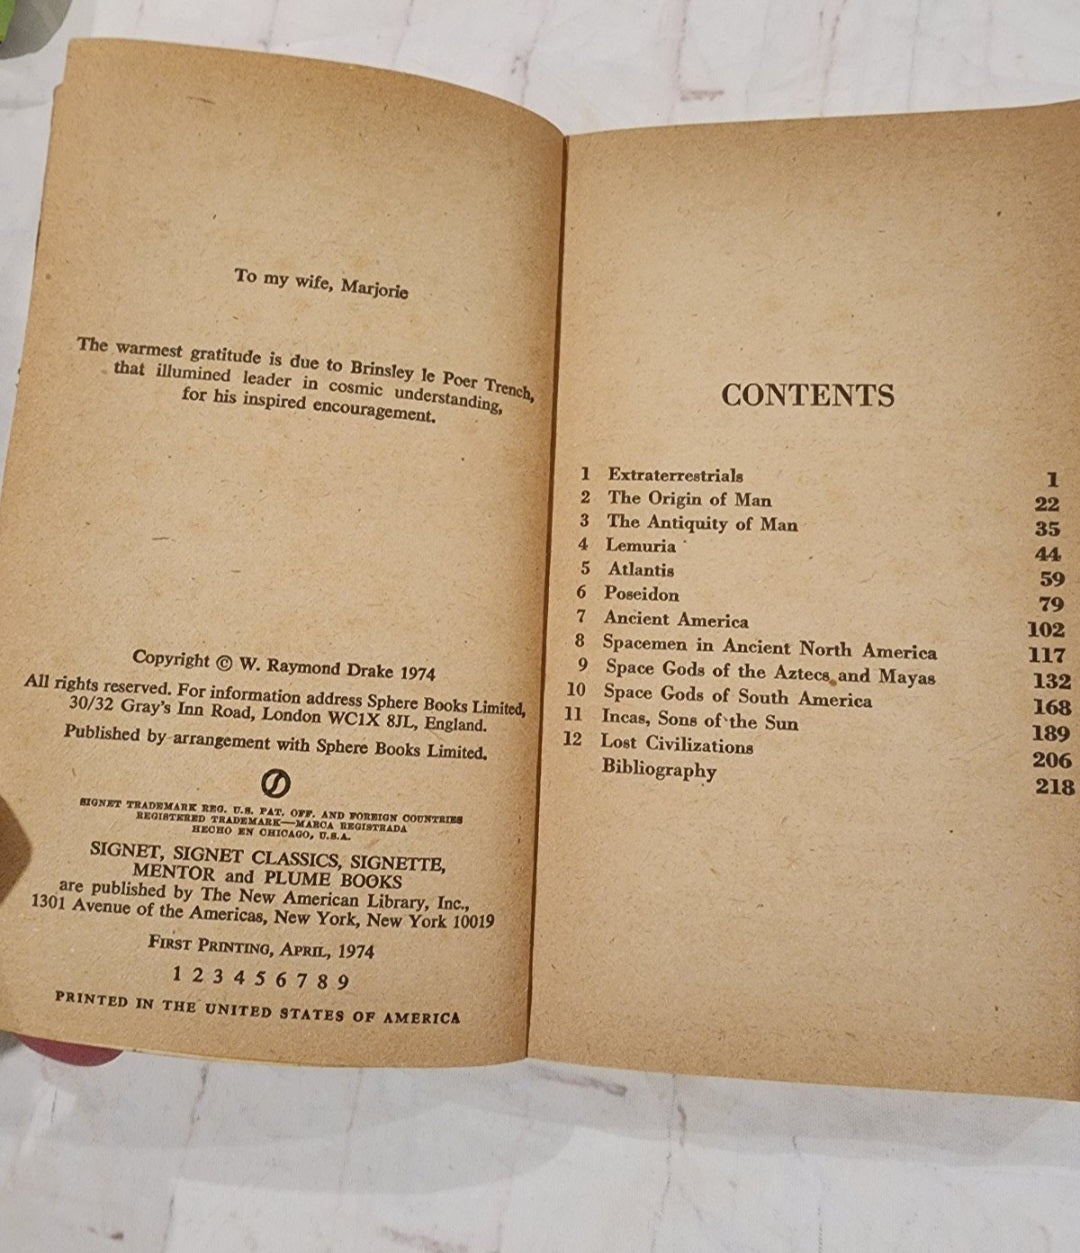 To my wife, Marjorie
The warmest gratitude is due to Brinsley le Poer Trench,
that illumined leader in cosmic understanding,
for his inspired encouragement.
Copyright © W. Raymond Drake 1974
All rights reserved. For information address Sphere Books Limited,
30/32 Gray's Inn Road, London WC1X 8JL, England.
Published by arrangement with Sphere Books Limited.
SIGNET TRADEMARK REG. U.S. PAT. OFF. AND FOREIGN COUNTRIES
REGISTERED TRADEMARK—MARCA REGISTRADA
HECHO EN CHICAGO, U.S.A.
SIGNET, SIGNET CLASSICS, SIGNETTE,
MENTOR and PLUME BOOKS
are published by The New American Library, Inc.,
1301 Avenue of the Americas, New York, New York 10019
FIRST PRINTING, APRIL, 1974
1 2 3 4 5 6 7 8 9
PRINTED IN THE UNITED STATES OF AMERICA
CONTENTS
1 Extraterrestrials 1
2 The Origin of Man 22
3 The Antiquity of Man 35
4 Lemuria 44
5 Atlantis 59
6 Poseidon 79
7 Ancient America 102
8 Spacemen in Ancient North America 117
9 Space Gods of the Aztecs and Mayas 132
10 Space Gods of South America 168
11 Incas, Sons of the Sun 189
12 Lost Civilizations 206
Bibliography 218